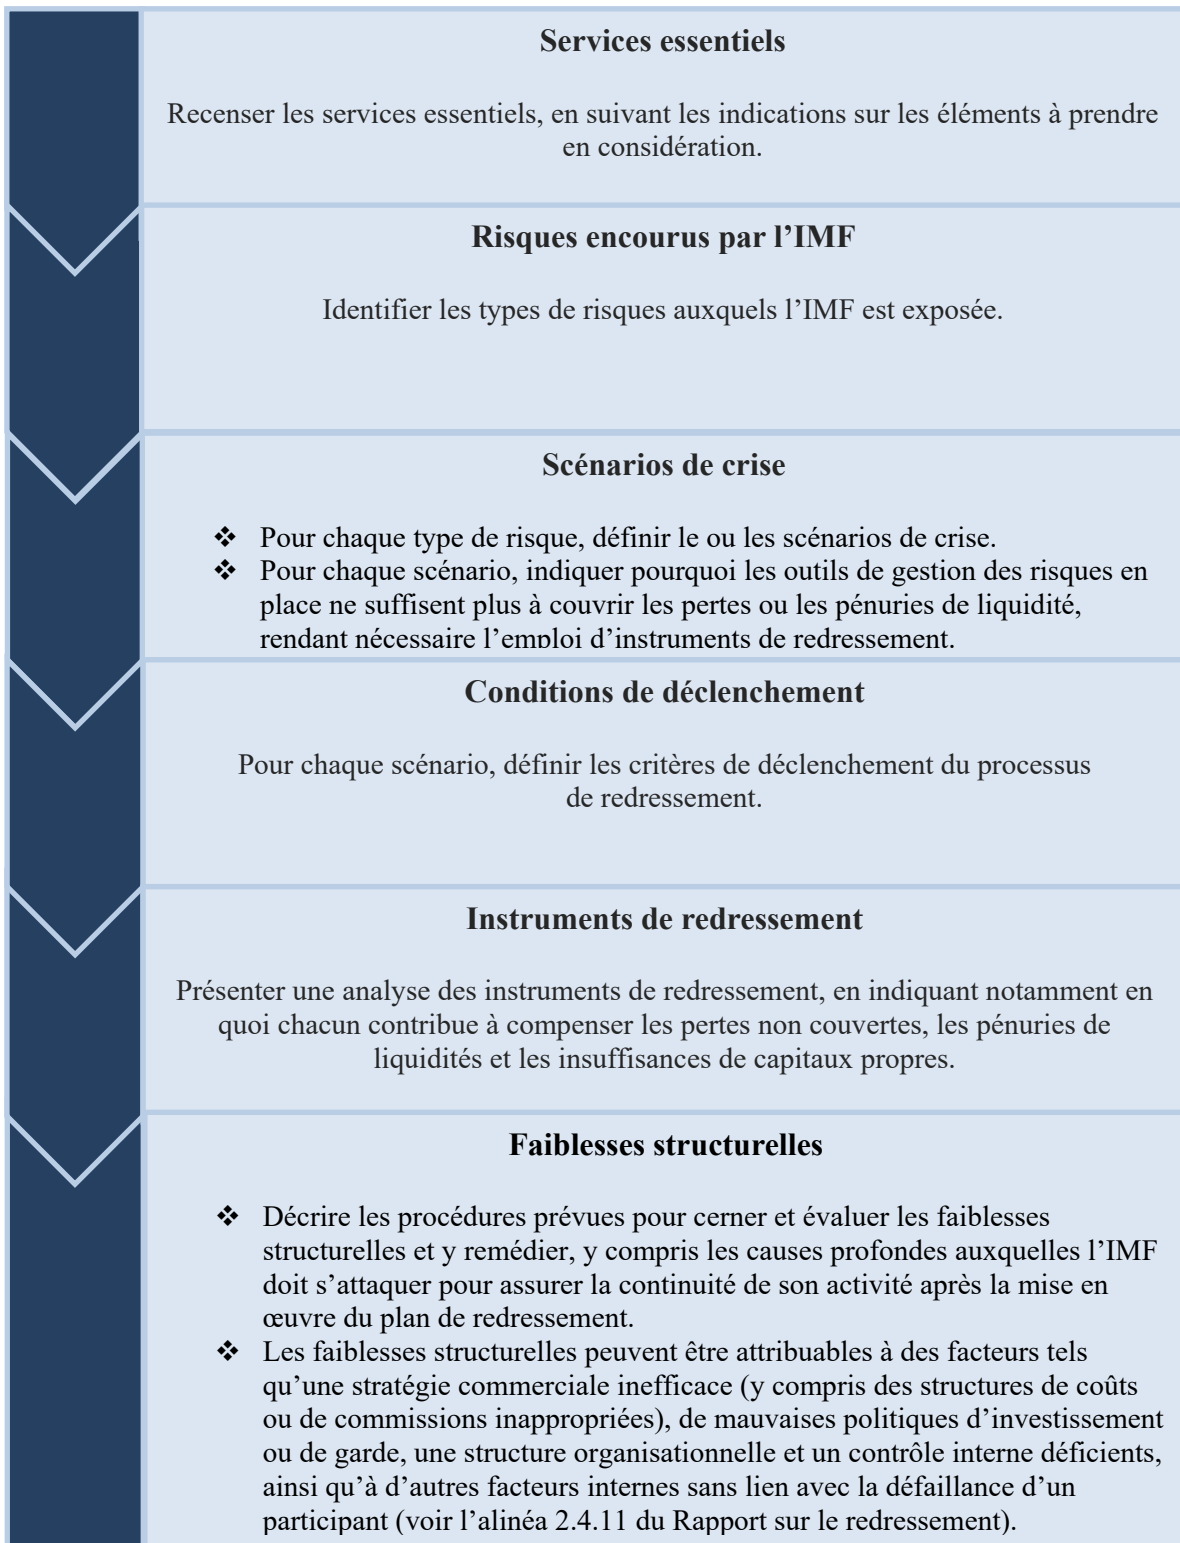 Services essentiels
Recenser les services essentiels, en suivant les indications sur les éléments à prendre
en considération.
Risques encourus par l’IMF
Identifier les types de risques auxquels l’IMF est exposée.
Scénarios de crise
❖ Pour chaque type de risque, définir le ou les scénarios de crise.
❖ Pour chaque scénario, indiquer pourquoi les outils de gestion des risques en
place ne suffisent plus à couvrir les pertes ou les pénuries de liquidité,
rendant nécessaire l’emploi d’instruments de redressement.
Conditions de déclenchement
Pour chaque scénario, définir les critères de déclenchement du processus
de redressement.
Instruments de redressement
Présenter une analyse des instruments de redressement, en indiquant notamment en
quoi chacun contribue à compenser les pertes non couvertes, les pénuries de
liquidités et les insuffisances de capitaux propres.
Faiblesses structurelles
❖ Décrire les procédures prévues pour cerner et évaluer les faiblesses
structurelles et y remédier, y compris les causes profondes auxquelles l’IMF
doit s’attaquer pour assurer la continuité de son activité après la mise en
œuvre du plan de redressement.
❖ Les faiblesses structurelles peuvent être attribuables à des facteurs tels
qu’une stratégie commerciale inefficace (y compris des structures de coûts
ou de commissions inappropriées), de mauvaises politiques d’investissement
ou de garde, une structure organisationnelle et un contrôle interne déficients,
ainsi qu’à d’autres facteurs internes sans lien avec la défaillance d’un
participant (voir l’alinéa 2.4.11 du Rapport sur le redressement).